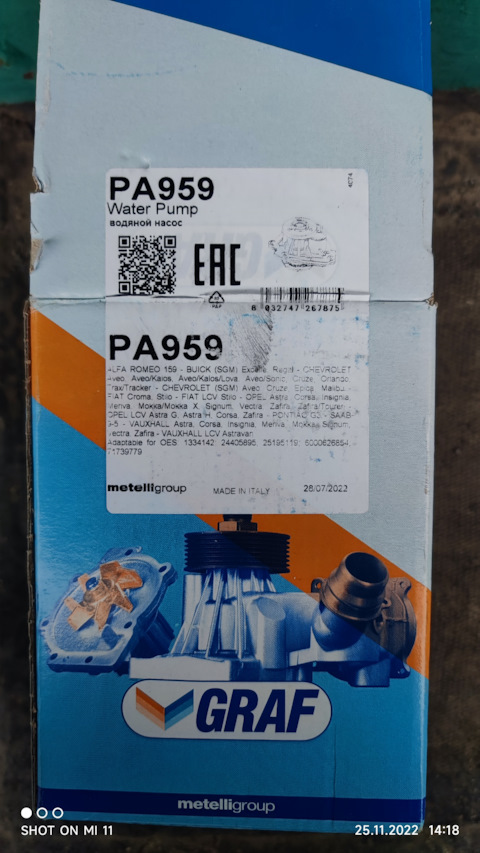 PA959
Water Pump
водяной насос
4C74
EAC
PAP
8 032747 267875
PA959
ALFA ROMEO 159 - BUICK (SGM) Excelle, Regal - CHEVROLET
Aveo, Aveo/Kalos, Aveo/Kalos/Lova, Aveo/Sonic, Cruze, Orlando,
Trax/Tracker - CHEVROLET (SGM) Aveo, Cruze, Epica, Malibu -
FIAT Croma, Stilo - FIAT LCV Stilo - OPEL Astra, Corsa, Insignia,
Meriva, Mokka/Mokka X, Signum, Vectra, Zafira, Zafira/Tourer -
OPEL LCV Astra G, Astra H, Corsa, Zafira - PONTIAC G3 - SAAB
9-5 - VAUXHALL Astra, Corsa, Insignia, Meriva, Mokka, Signum,
Vectra, Zafira - VAUXHALL LCV Astravan
Adaptable for OES: 1334142; 24405895; 25195119; 6000626854;
71739779
metelligroup MADE IN ITALY 28/07/2022
GRAF
metelligroup
SHOT ON MI 11
25.11.2022 14:18